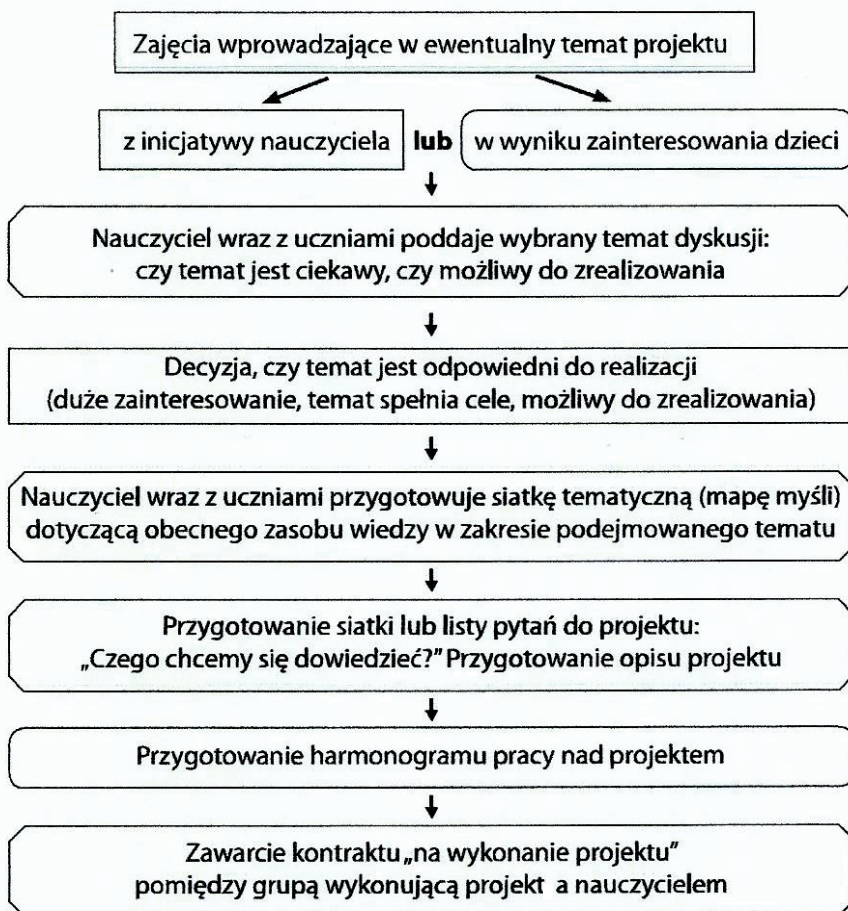 Zajęcia wprowadzające w ewentualny temat projektu
z inicjatywy nauczyciela lub w wyniku zainteresowania dzieci
Nauczyciel wraz z uczniami poddaje wybrany temat dyskusji:
czy temat jest ciekawy, czy możliwy do zrealizowania
Decyzja, czy temat jest odpowiedni do realizacji
(duże zainteresowanie, temat spełnia cele, możliwy do zrealizowania)
Nauczyciel wraz z uczniami przygotowuje siatkę tematyczną (mapę myśli)
dotyczącą obecnego zasobu wiedzy w zakresie podejmowanego tematu
Przygotowanie siatki lub listy pytań do projektu:
„Czego chcemy się dowiedzieć?” Przygotowanie opisu projektu
Przygotowanie harmonogramu pracy nad projektem
Zawarcie kontraktu „na wykonanie projektu”
pomiędzy grupą wykonującą projekt a nauczycielem